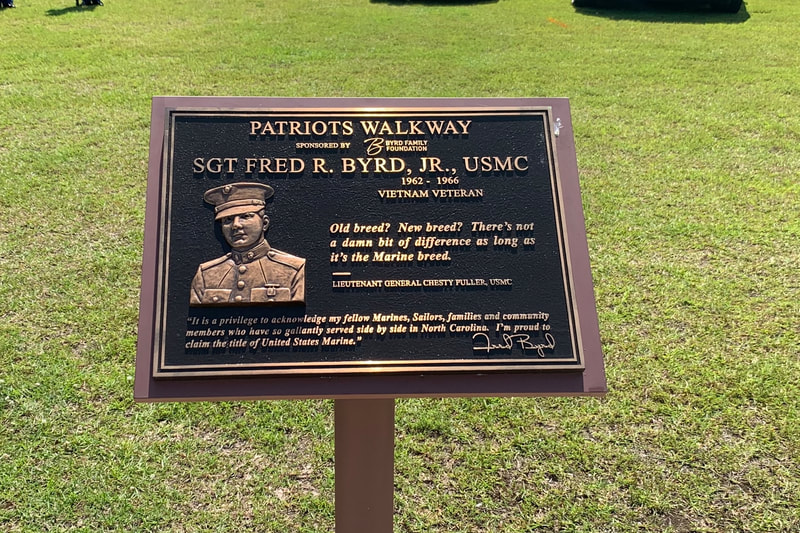 PATRIOTS WALKWAY
SPONSORED BY B BYRD FAMILY FOUNDATION
SGT FRED R. BYRD, JR., USMC
1962 - 1966
VIETNAM VETERAN
Old breed? New breed? There's not
a damn bit of difference as long as
it's the Marine breed.
LIEUTENANT GENERAL CHESTY PULLER, USMC
"It is a privilege to acknowledge my fellow Marines, Sailors, families and community
members who have so gallantly served side by side in North Carolina. I'm proud to
claim the title of United States Marine."
Fred Byrd